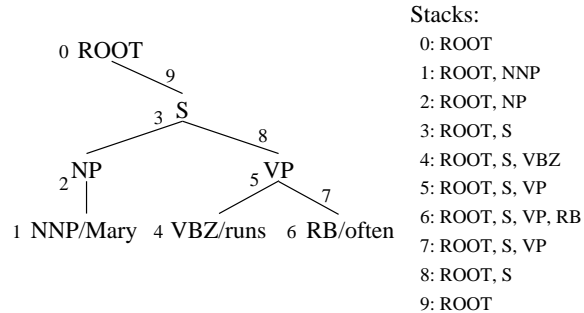 Stacks:
0 ROOT
0: ROOT
9
1: ROOT, NNP
2: ROOT, NP
3 S
3: ROOT, S
8
4: ROOT, S, VBZ
2 NP
5 VP
5: ROOT, S, VP
7
6: ROOT, S, VP, RB
1 NNP/Mary 4 VBZ/runs 6 RB/often
7: ROOT, S, VP
8: ROOT, S
9: ROOT